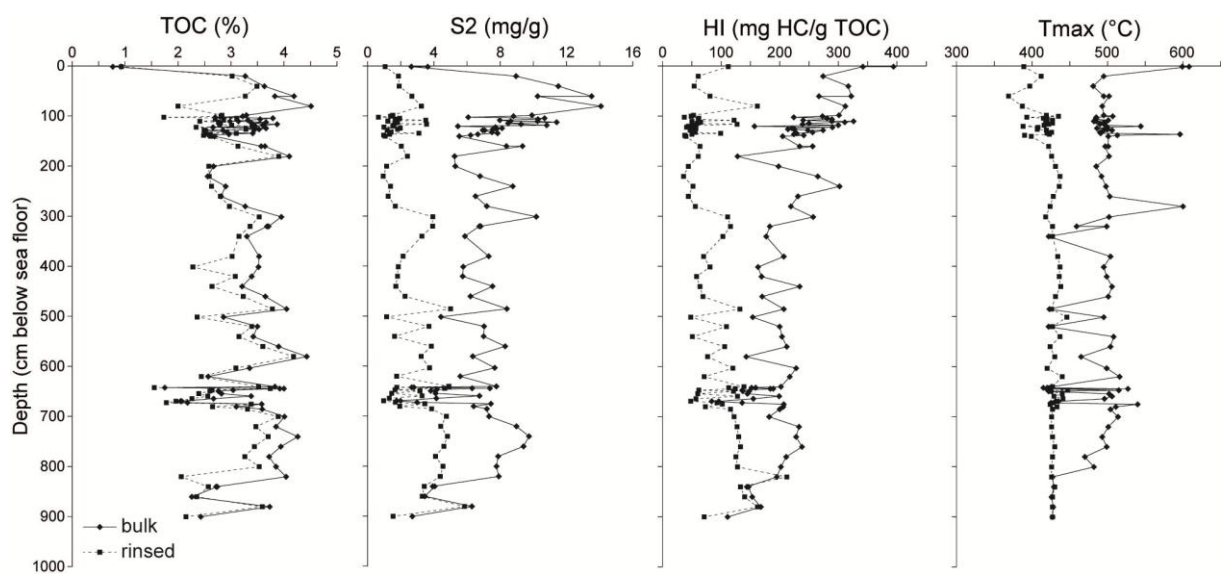 TOC (%) S2 (mg/g) HI (mg HC/g TOC) Tmax (°C)
0 1 2 3 4 5 0 4 8 12 16 0 100 200 300 400 300 400 500 600
0
100
200
300
400
500
600
700
800
900
1000
Depth (cm below sea floor)
bulk
rinsed